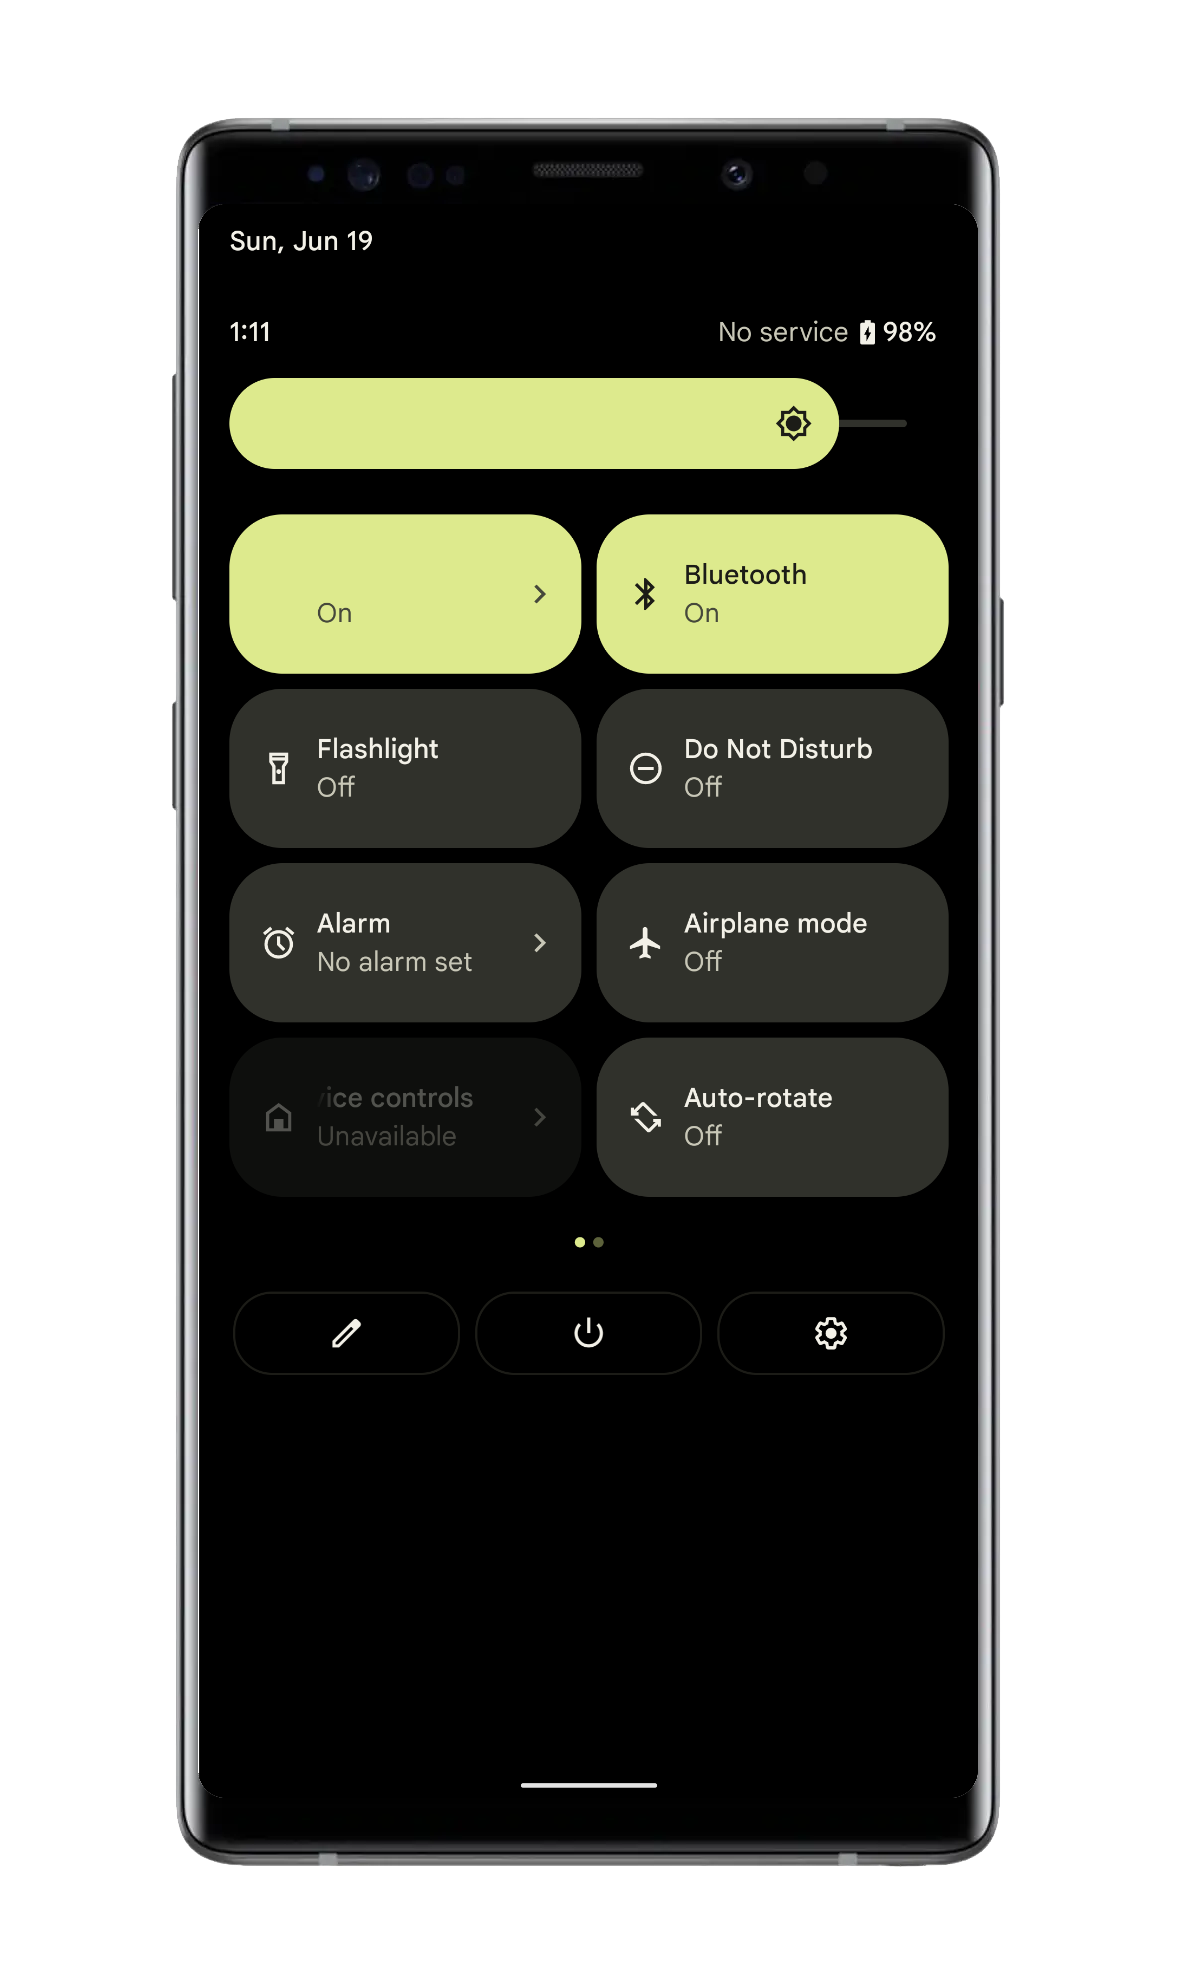 Sun, Jun 19
1:11 No service 98%
On
Bluetooth
On
Flashlight
Off
Do Not Disturb
Off
Alarm
No alarm set
Airplane mode
Off
ice controls
Unavailable
Auto-rotate
Off